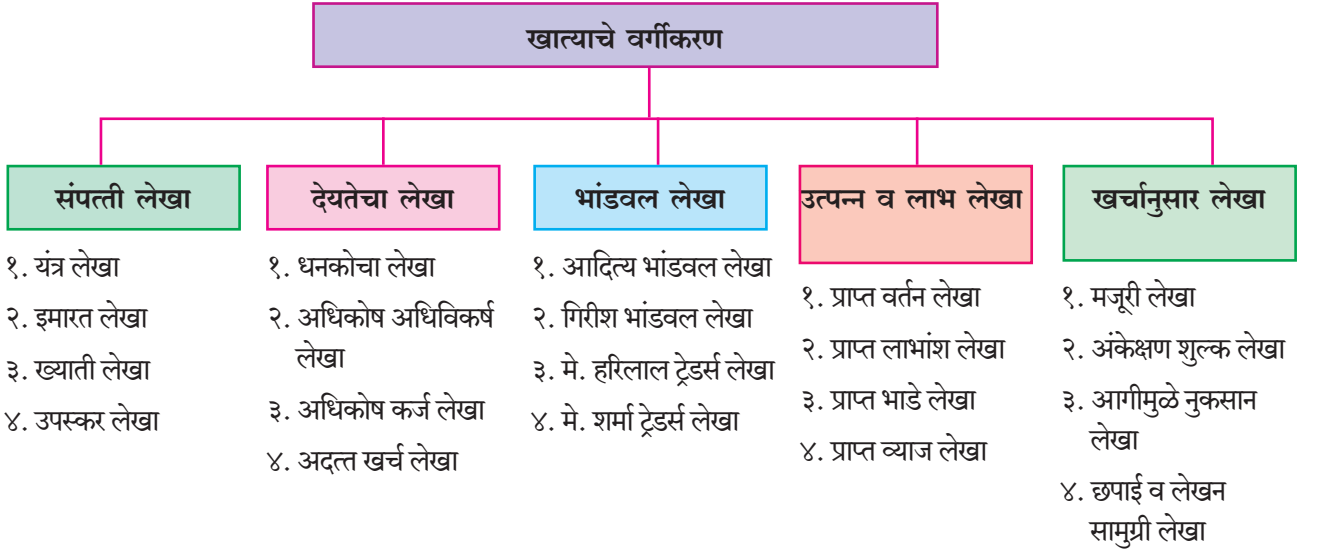 खात्याचे वर्गीकरण
संपत्ती लेखा
१. यंत्र लेखा
२. इमारत लेखा
३. ख्याती लेखा
४. उपस्कर लेखा
देयतेचा लेखा
१. धनकोचा लेखा
२. अधिकोष अधिविकर्ष
लेखा
३. अधिकोष कर्ज लेखा
४. अदत्त खर्च लेखा
भांडवल लेखा
१. आदित्य भांडवल लेखा
२. गिरीश भांडवल लेखा
३. मे. हरिलाल ट्रेडर्स लेखा
४. मे. शर्मा ट्रेडर्स लेखा
उत्पन्न व लाभ लेखा
१. प्राप्त वर्तन लेखा
२. प्राप्त लाभांश लेखा
३. प्राप्त भाडे लेखा
४. प्राप्त व्याज लेखा
खर्चानुसार लेखा
१. मजूरी लेखा
२. अंकेक्षण शुल्क लेखा
३. आगीमुळे नुकसान
लेखा
४. छपाई व लेखन
सामुग्री लेखा